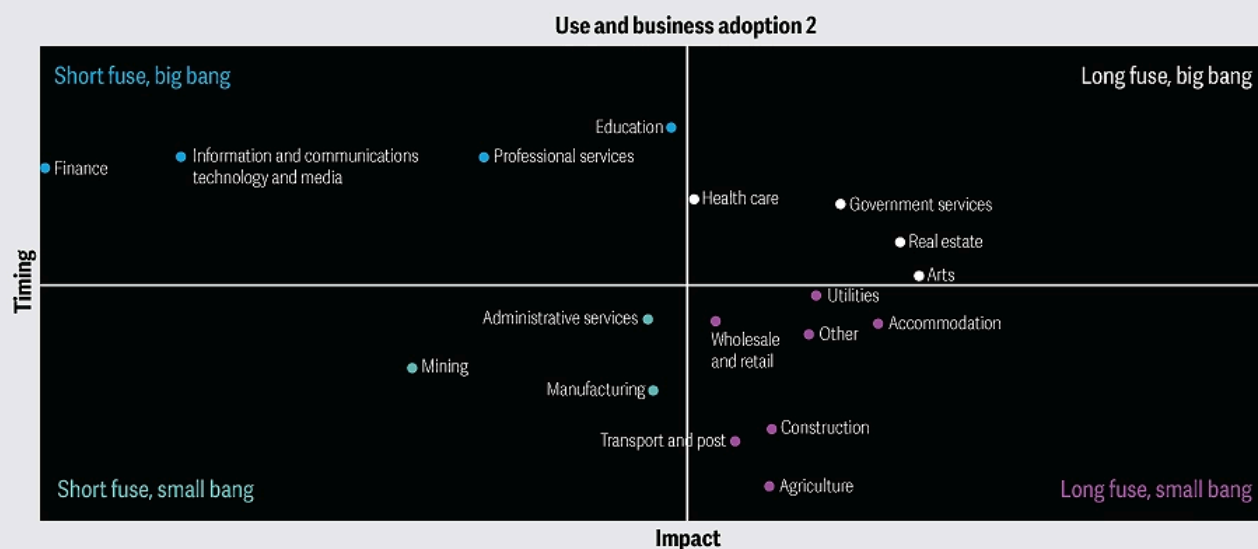 Use and business adoption 2
Short fuse, big bang
Long fuse, big bang
Education
Information and communications
technology and media
Professional services
Finance
Health care
Government services
Real estate
Arts
Timing
Utilities
Administrative services
Wholesale
and retail
Other
Accommodation
Mining
Manufacturing
Construction
Transport and post
Agriculture
Short fuse, small bang
Long fuse, small bang
Impact